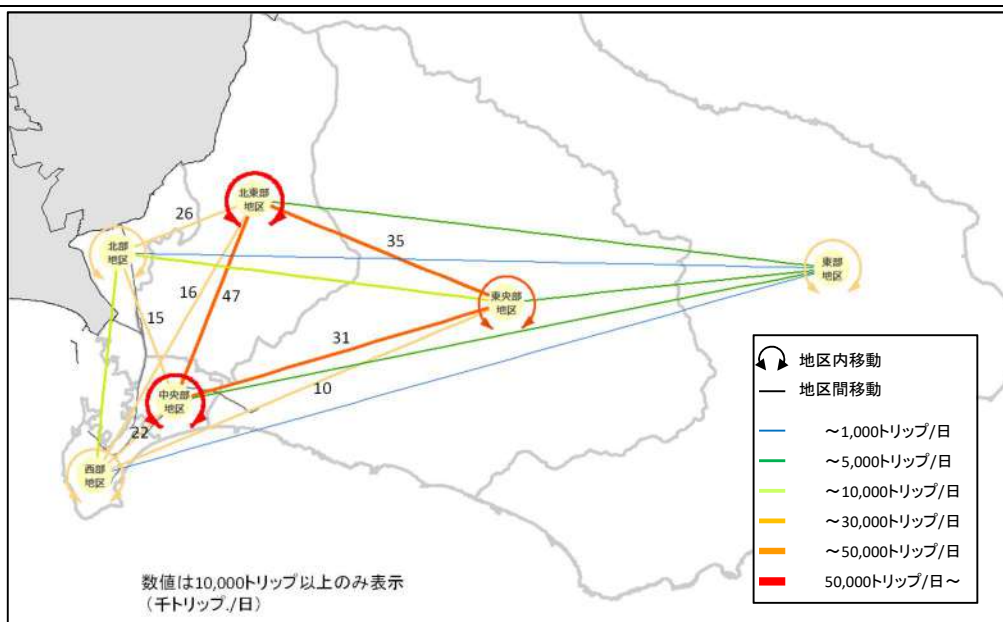 北東部
地区
26
北部
地区
35
東部
地区
16
47
東央部
地区
15
31
10
中央部
地区
22
西部
地区
地区内移動
地区間移動
～1,000トリップ/日
～5,000トリップ/日
～10,000トリップ/日
～30,000トリップ/日
～50,000トリップ/日
50,000トリップ/日～
数値は10,000トリップ以上のみ表示
（千トリップ./日）